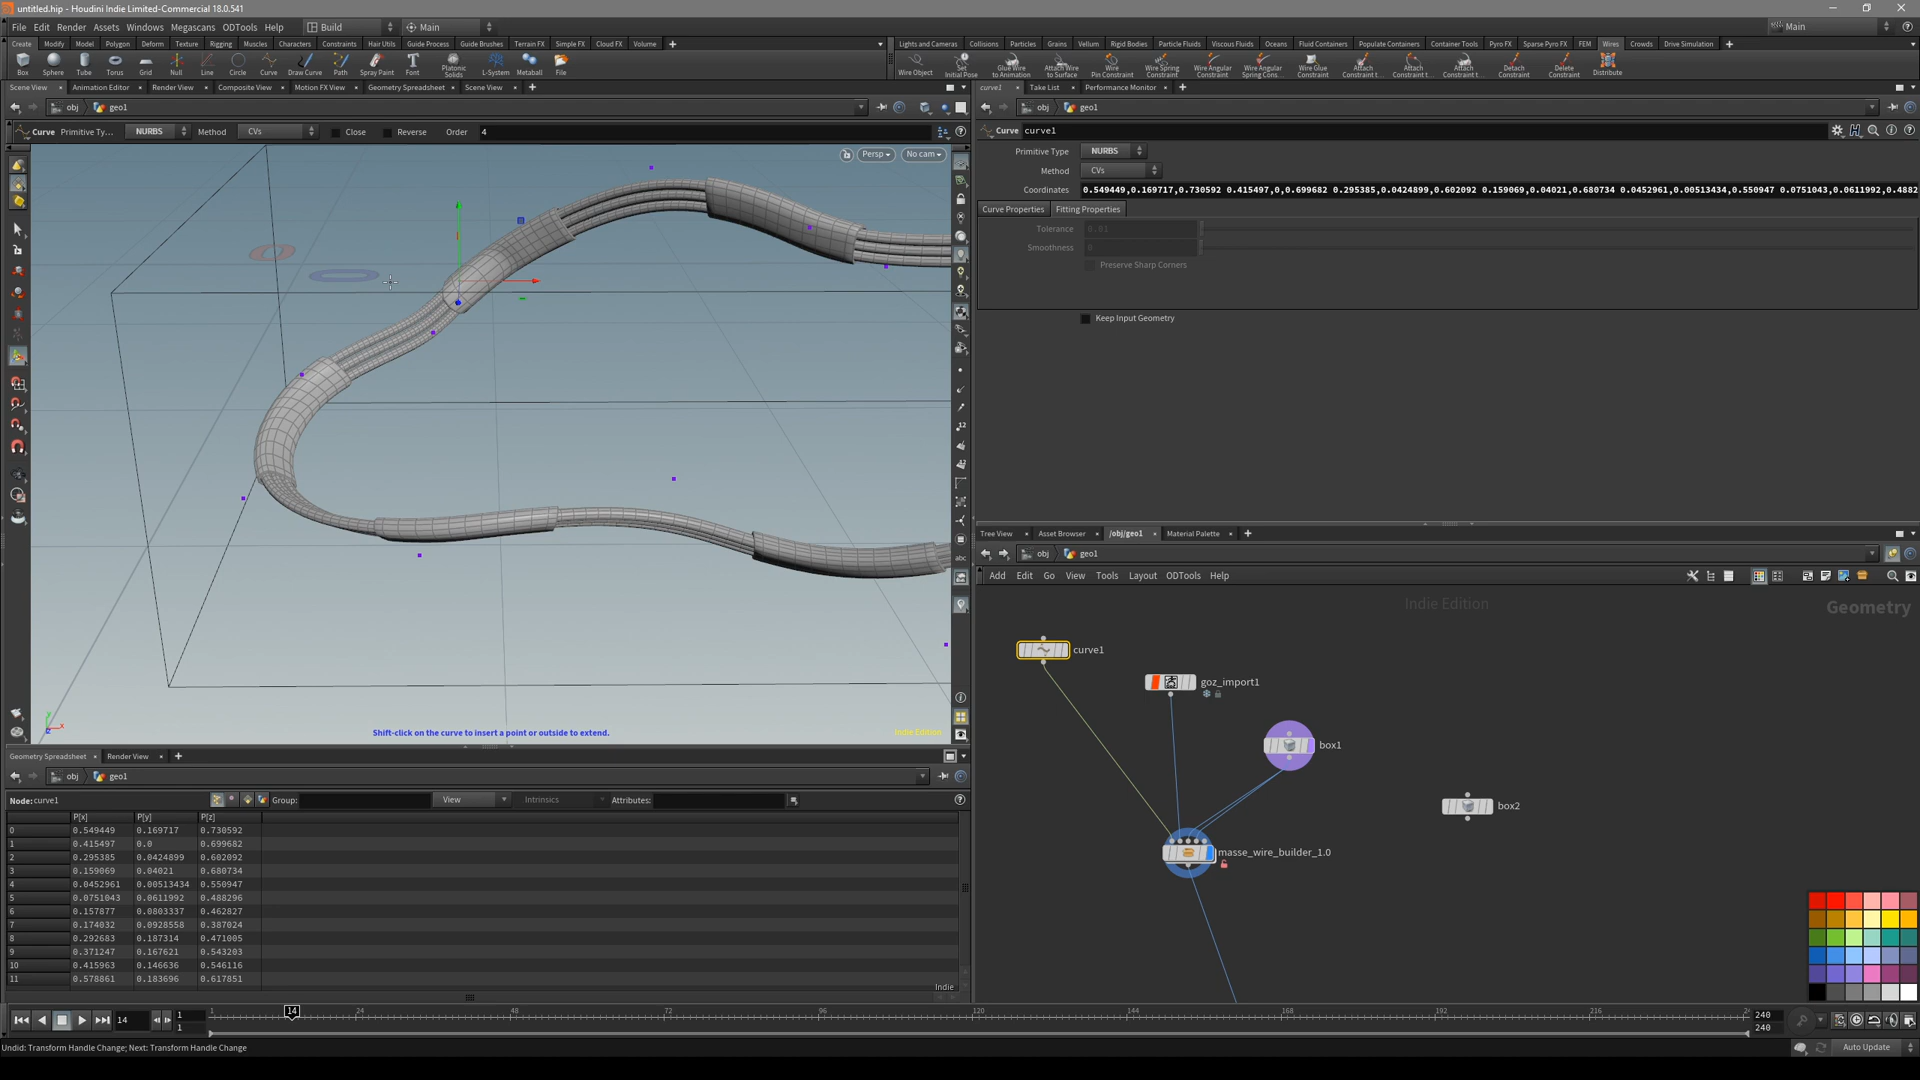 untitled.hip - Houdini Indie Limited-Commercial 18.0.541
File Edit Render Assets Windows Megascans ODTools Help Build Main Main
Create Modify Model Polygon Deform Texture Rigging Muscles Characters Constraints Hair Utils Guide Process Guide Brushes Terrain FX Simple FX Cloud FX Volume
Lights and Cameras Collisions Particles Grains Vellum Rigid Bodies Particle Fluids Viscous Fluids Oceans Fluid Containers Populate Containers Container Tools Pyro FX Sparse Pyro FX FEM Wires Crowds Drive Simulation
Box Sphere Tube Torus Grid Null Line Circle Curve Draw Curve Path Spray Paint Font Platonic Solids L-System Metaball File
Wire Object Set Initial Pose Glue Wire to Animation Attach Wire to Surface Wire Pin Constraint Wire Spring Constraint Wire Angular Constraint Wire Angular Spring Cons... Wire Glue Constraint Attach Constraint t... Attach Constraint t... Attach Constraint t... Detach Constraint Delete Constraint Distribute
Scene View Animation Editor Render View Composite View Motion FX View Geometry Spreadsheet Scene View
obj geo1
Curve Primitive Ty... NURBS Method CVs Close Reverse Order 4
Persp No cam
Shift-click on the curve to insert a point or outside to extend.
Indie Edition
curve1 Take List Performance Monitor
obj geo1
Curve curve1
Primitive Type NURBS
Method CVs
Coordinates 0.549449,0.169717,0.730592 0.415497,0,0.699682 0.295385,0.0424899,0.602092 0.159069,0.04021,0.680734 0.0452961,0.00513434,0.550947 0.0751043,0.0611992,0.4882
Curve Properties Fitting Properties
Tolerance 0.01
Smoothness 0
Preserve Sharp Corners
Keep Input Geometry
Tree View Asset Browser /obj/geo1 Material Palette
obj geo1
Add Edit Go View Tools Layout ODTools Help
Indie Edition
Geometry
curve1
goz_import1
box1
box2
masse_wire_builder_1.0
Geometry Spreadsheet Render View
obj geo1
Node:curve1 Group: View Intrinsics Attributes:
P[x] P[y] P[z]
0 0.549449 0.169717 0.730592
1 0.415497 0.0 0.699682
2 0.295385 0.0424899 0.602092
3 0.159069 0.04021 0.680734
4 0.0452961 0.00513434 0.550947
5 0.0751043 0.0611992 0.488296
6 0.157877 0.0803337 0.462827
7 0.174032 0.0928558 0.387024
8 0.292683 0.187314 0.471005
9 0.371247 0.167621 0.543203
10 0.415963 0.146636 0.546116
11 0.578861 0.183696 0.617851
Indie
14 1 1 1 14 24 48 72 96 120 144 168 192 216 240 240
Undid: Transform Handle Change; Next: Transform Handle Change
Auto Update